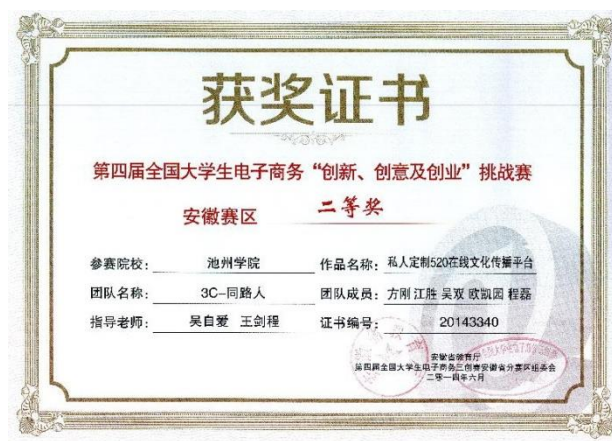 获奖证书
第四届全国大学生电子商务“创新、创意及创业”挑战赛
安徽赛区 二等奖
参赛院校: 池州学院 作品名称: 私人定制520在线文化传播平台
团队名称: 3C-同路人 团队成员: 方刚 江胜 吴双 欧凯园 程磊
指导老师: 吴自爱 王剑程 证书编号: 20143340
安徽省教育厅
第四届全国大学生电子商务三创赛安徽省分赛区组委会
二零一四年六月